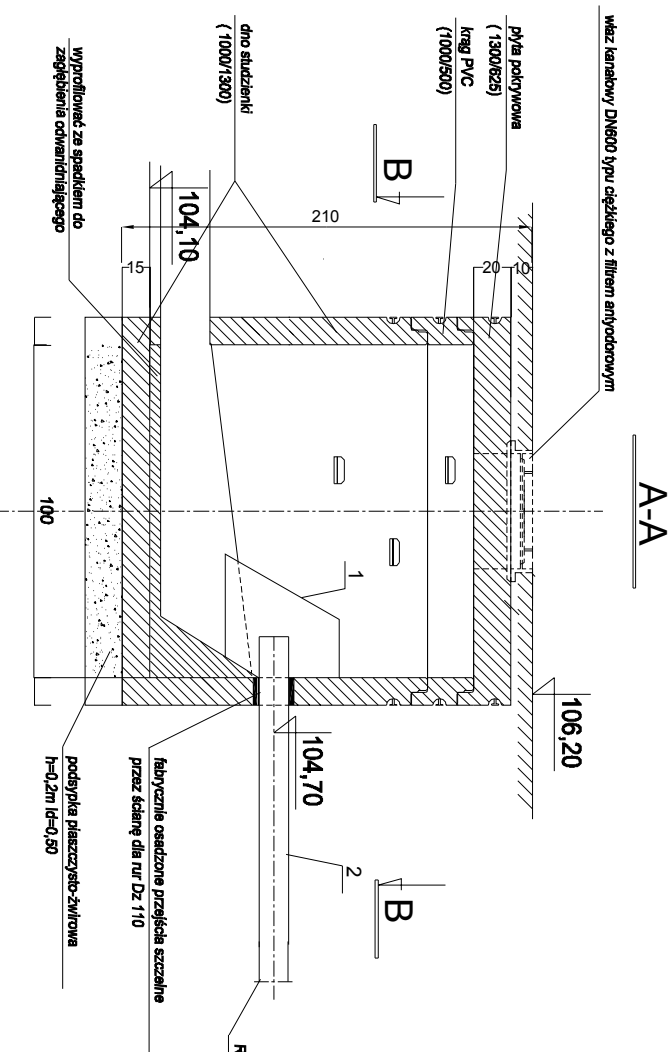 A-A
właz kanałowy DN600 typu ciężkiego z filtrem antyodorowym
płyta pokrywowa
(1300/625)
krąg PVC
(1000/500)
dno studzienki
(1000/1300)
wyprofilować ze spadkiem do
zagłębienia odwanidniającego
B
B
106,20
104,10
104,70
210
20
10
15
100
1
2
fabrycznie osadzone przejścia szczelne
przez ścianę dla rur Dz 110
podsypka piaszczysto-żwirowa
h=0,2m Id=0,50